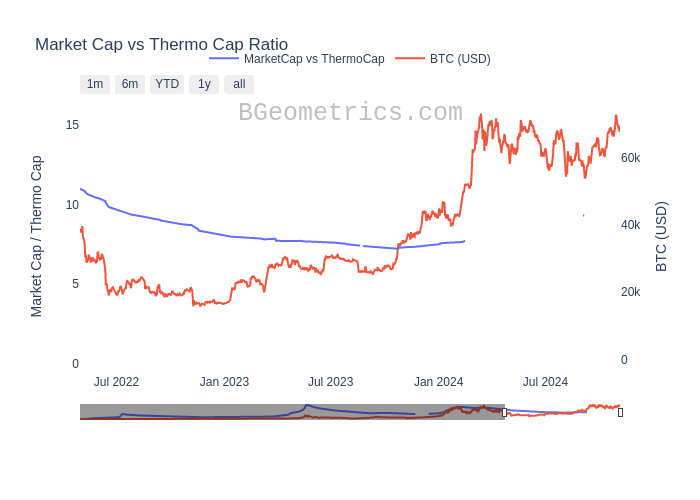 Market Cap vs Thermo Cap Ratio
MarketCap vs ThermoCap
BTC (USD)
1m
6m
YTD
1y
all
BGeometrics.com
15
10
5
0
Market Cap / Thermo Cap
60k
40k
20k
0
BTC (USD)
Jul 2022
Jan 2023
Jul 2023
Jan 2024
Jul 2024